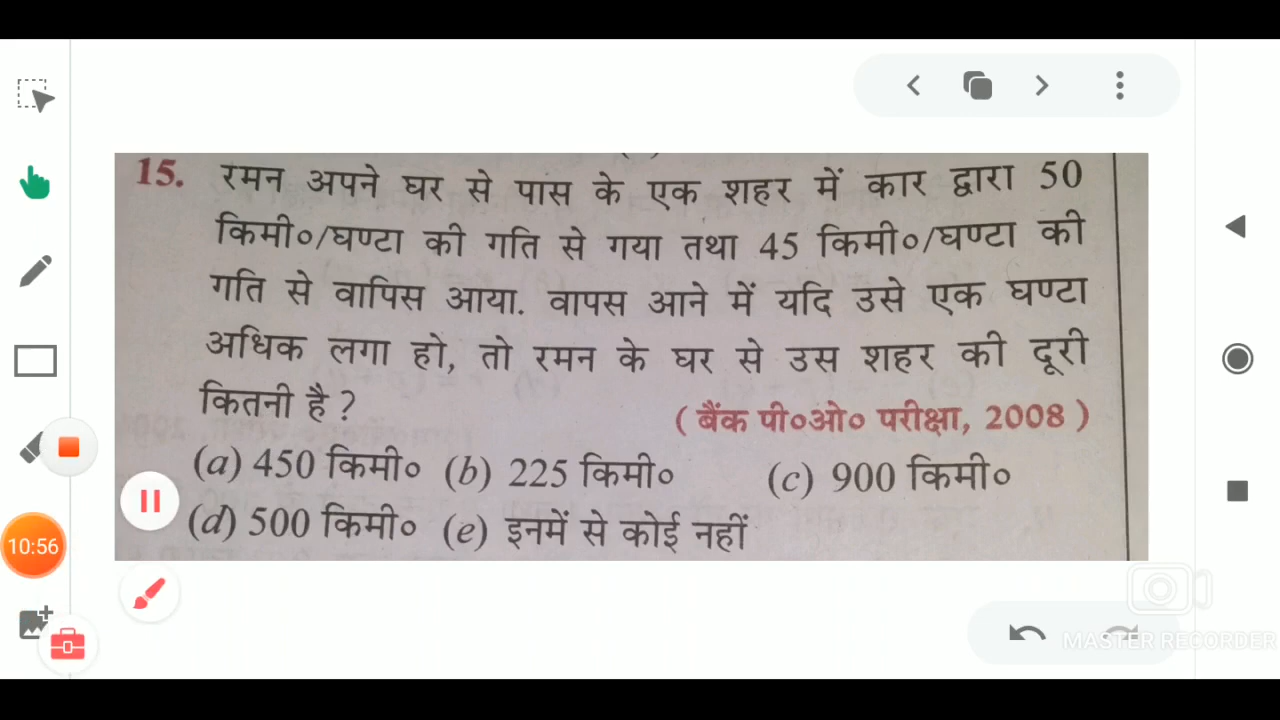 15. रमन अपने घर से पास के एक शहर में कार द्वारा 50
किमी०/घण्टा की गति से गया तथा 45 किमी०/घण्टा की
गति से वापिस आया. वापस आने में यदि उसे एक घण्टा
अधिक लगा हो, तो रमन के घर से उस शहर की दूरी
कितनी है ?
( बैंक पी०ओ० परीक्षा, 2008 )
(a) 450 किमी० (b) 225 किमी० (c) 900 किमी०
(d) 500 किमी० (e) इनमें से कोई नहीं
10:56
MASTER RECORDER